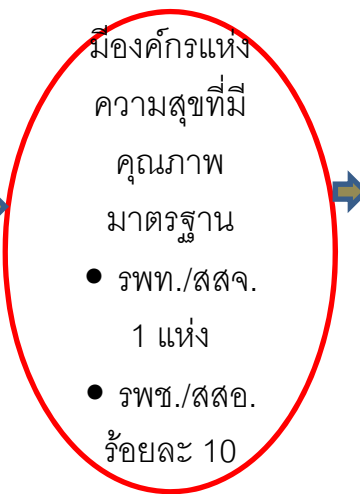 มีองค์กรแห่ง
ความสุขที่มี
คุณภาพ
มาตรฐาน
• รพท./สสจ.
1 แห่ง
• รพช./สสอ.
ร้อยละ 10